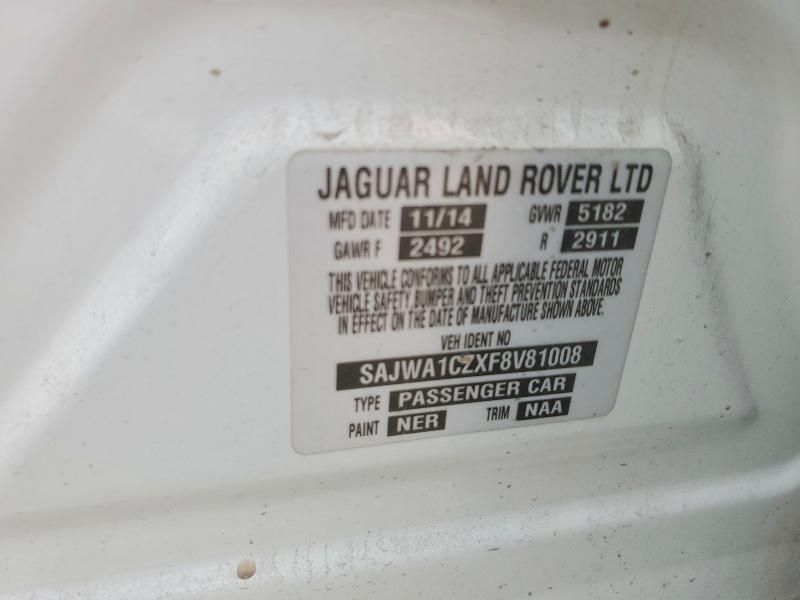 JAGUAR LAND ROVER LTD
MFD DATE 11/14 GVWR 5182
GAWR F 2492 R 2911
THIS VEHICLE CONFORMS TO ALL APPLICABLE FEDERAL MOTOR
VEHICLE SAFETY, BUMPER AND THEFT PREVENTION STANDARDS
IN EFFECT ON THE DATE OF MANUFACTURE SHOWN ABOVE.
VEH IDENT NO
SAJWA1CZXF8V81008
TYPE PASSENGER CAR
PAINT NER TRIM NAA